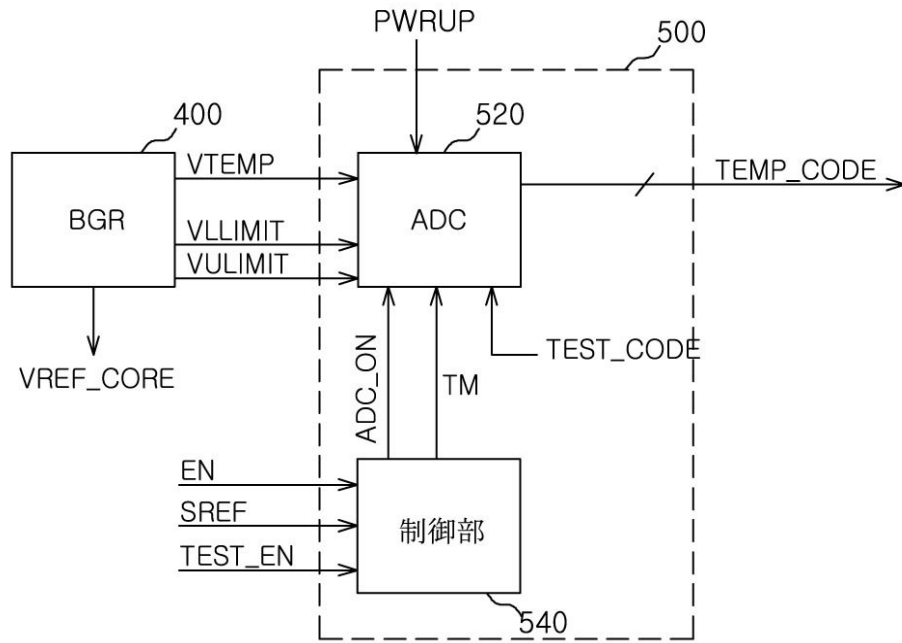 PWRUP
500
400
520
VTEMP
TEMP_CODE
BGR
ADC
VLLIMIT
VULIMIT
TEST_CODE
VREF_CORE
ADC_ON
TM
EN
SREF
制御部
TEST_EN
540